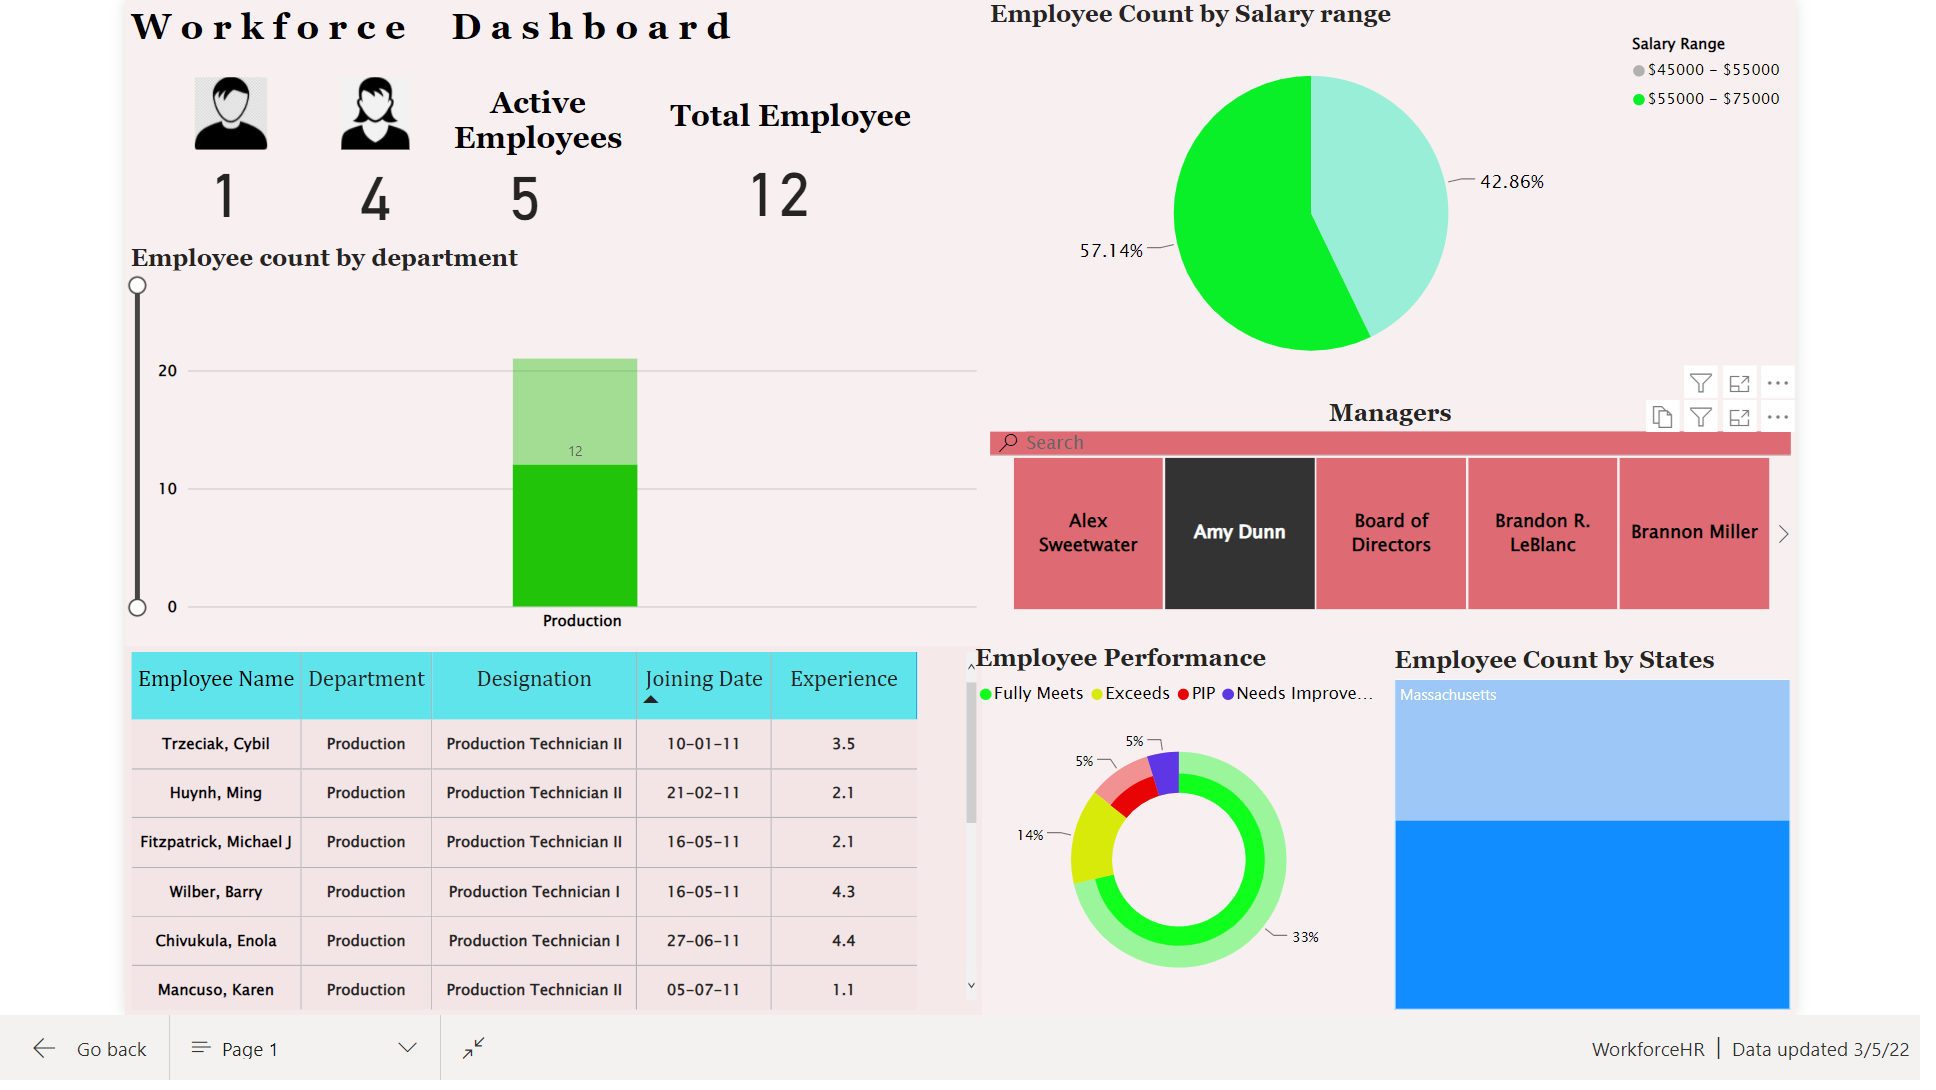 Workforce Dashboard
Active
Employees
Total Employee
1
4
5
12
Employee count by department
20
10
0
12
Production
Employee Count by Salary range
Salary Range
$45000 - $55000
$55000 - $75000
42.86%
57.14%
Managers
Search
Alex
Sweetwater
Amy Dunn
Board of
Directors
Brandon R.
LeBlanc
Brannon Miller
Employee Name Department Designation Joining Date Experience
Trzeciak, Cybil Production Production Technician II 10-01-11 3.5
Huynh, Ming Production Production Technician II 21-02-11 2.1
Fitzpatrick, Michael J Production Production Technician II 16-05-11 2.1
Wilber, Barry Production Production Technician I 16-05-11 4.3
Chivukula, Enola Production Production Technician I 27-06-11 4.4
Mancuso, Karen Production Production Technician II 05-07-11 1.1
Employee Performance
Fully Meets Exceeds PIP Needs Improve...
5%
5%
14%
33%
Employee Count by States
Massachusetts
Go back
Page 1
WorkforceHR | Data updated 3/5/22